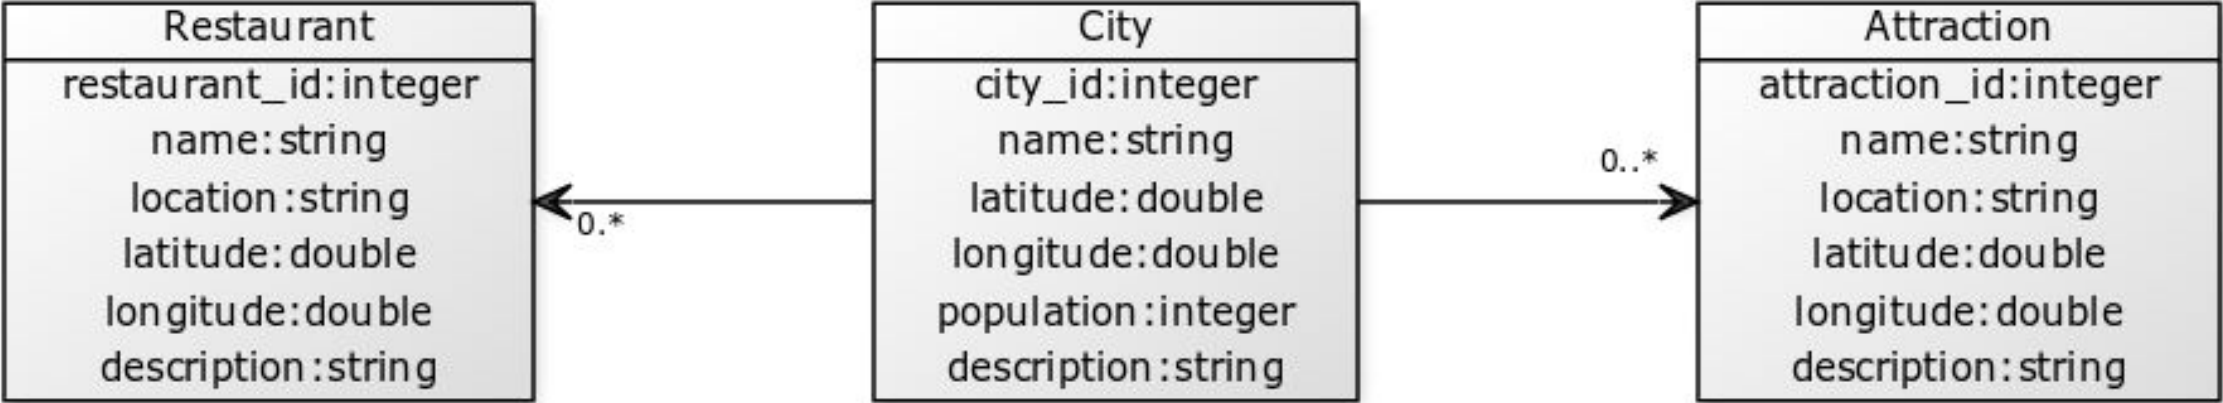 Restaurant
restaurant_id:integer
name:string
location:string
latitude:double
longitude:double
description:string
0.*
City
city_id:integer
name:string
latitude:double
longitude:double
population:integer
description:string
0..*
Attraction
attraction_id:integer
name:string
location:string
latitude:double
longitude:double
description:string